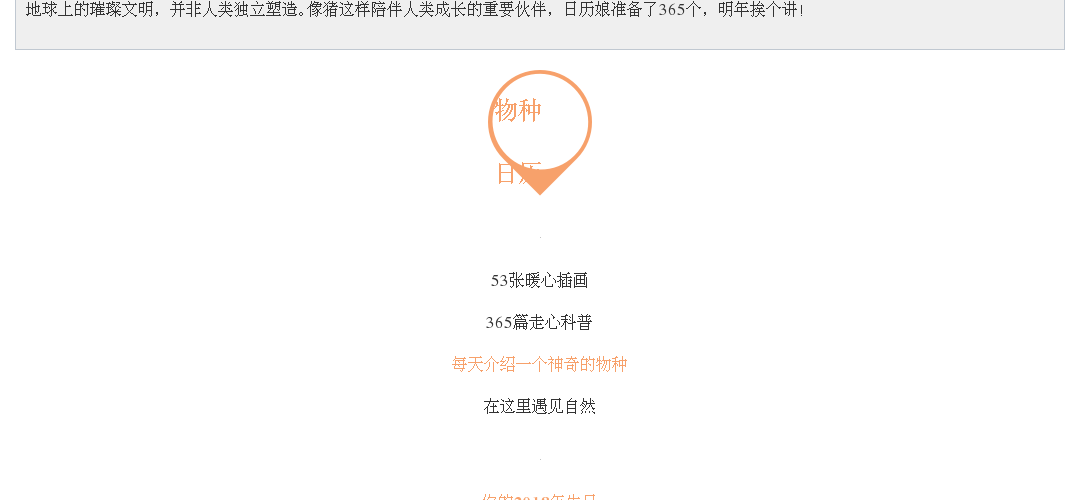 地球上的璀璨文明，并非人类独立塑造。像猪这样陪伴人类成长的重要伙伴，日历娘准备了365个，明年挨个讲！
物种
日历
53张暖心插画
365篇走心科普
每天介绍一个神奇的物种
在这里遇见自然